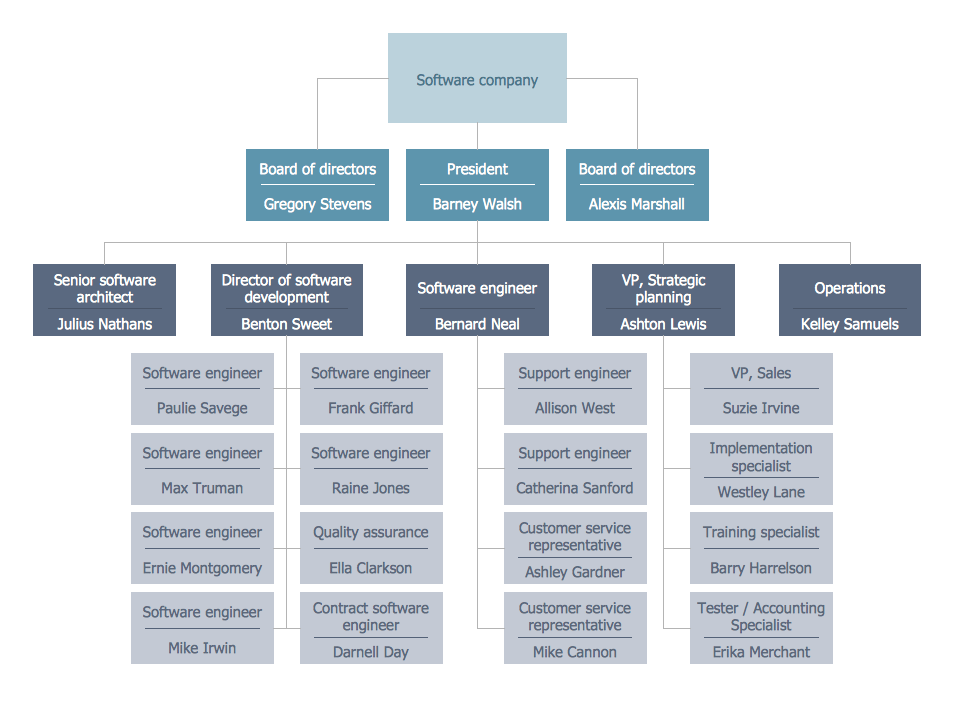 Software company
Board of directors
Gregory Stevens
President
Barney Walsh
Board of directors
Alexis Marshall
Senior software
architect
Julius Nathans
Director of software
development
Benton Sweet
Software engineer
Bernard Neal
VP, Strategic
planning
Ashton Lewis
Operations
Kelley Samuels
Software engineer
Paulie Savege
Software engineer
Frank Giffard
Support engineer
Allison West
VP, Sales
Suzie Irvine
Software engineer
Max Truman
Software engineer
Raine Jones
Support engineer
Catherina Sanford
Implementation
specialist
Westley Lane
Software engineer
Ernie Montgomery
Quality assurance
Ella Clarkson
Customer service
representative
Ashley Gardner
Training specialist
Barry Harrelson
Software engineer
Mike Irwin
Contract software
engineer
Darnell Day
Customer service
representative
Mike Cannon
Tester / Accounting
Specialist
Erika Merchant